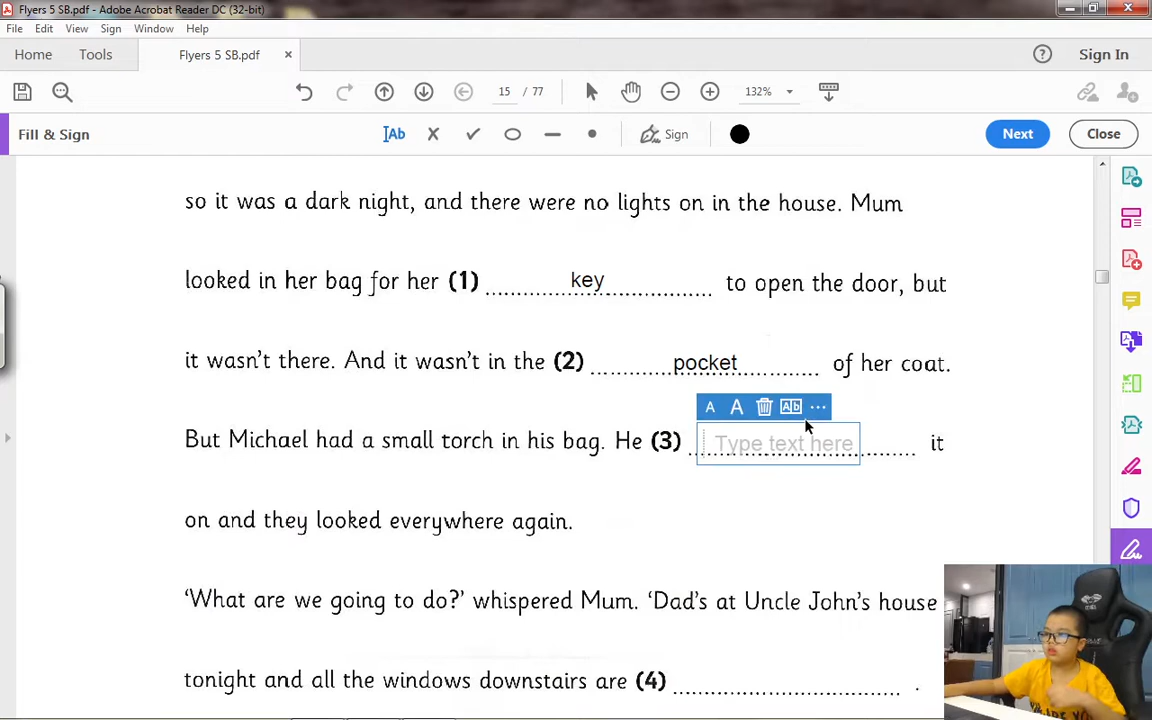 Flyers 5 SB.pdf - Adobe Acrobat Reader DC (32-bit)
File Edit View Sign Window Help
Home Tools Flyers 5 SB.pdf × Sign In
15 / 77 132%
Fill & Sign Ab Sign Next Close
so it was a dark night, and there were no lights on in the house. Mum
looked in her bag for her (1) key to open the door, but
it wasn't there. And it wasn't in the (2) pocket of her coat.
A A Ab ...
But Michael had a small torch in his bag. He (3) Type text here it
on and they looked everywhere again.
'What are we going to do?' whispered Mum. 'Dad's at Uncle John's house
tonight and all the windows downstairs are (4) .